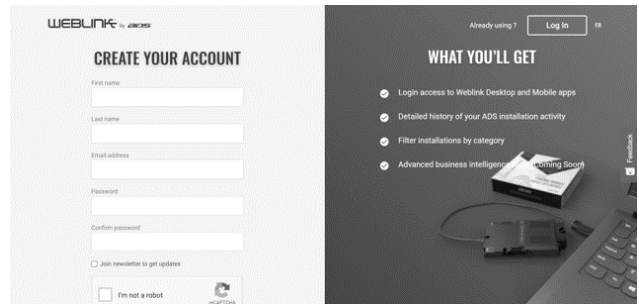 WEBLINK by ADS
CREATE YOUR ACCOUNT
First name
Last name
Email address
Password
Confirm password
Join newsletter to get updates
I'm not a robot
reCAPTCHA
Already using ?
Log In
FR
WHAT YOU'LL GET
Login access to Weblink Desktop and Mobile apps
Detailed history of your ADS installation activity
Filter installations by category
Advanced business intelligence
Coming Soon
Feedback